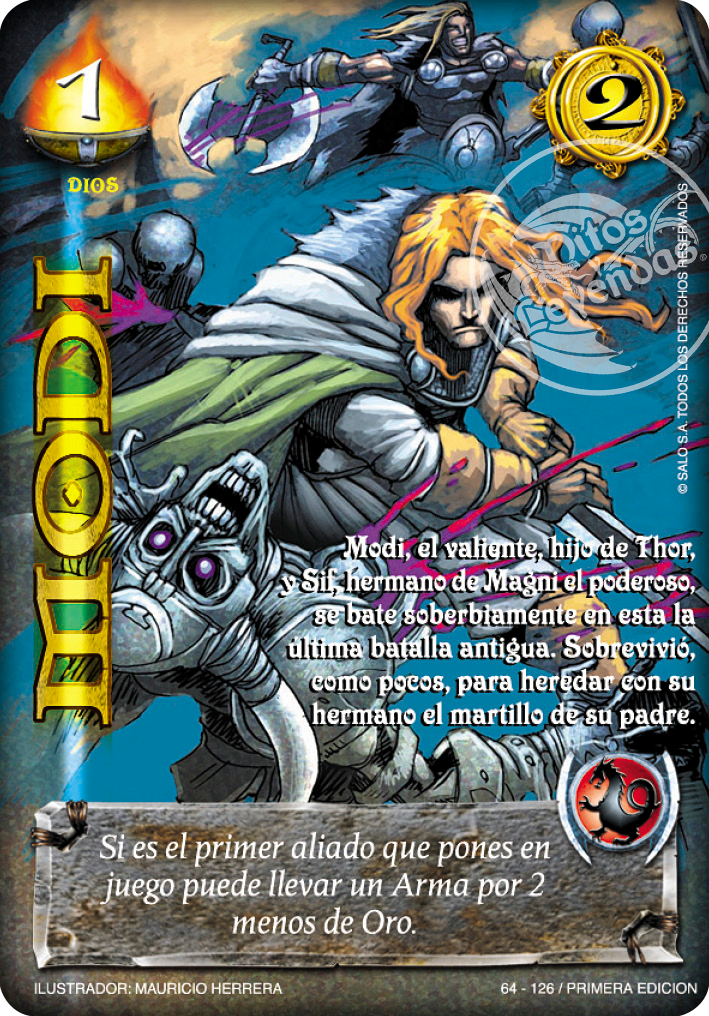 1
2
DIOS
Mitos
y
Leyendas®
MODI
© SALO S.A. TODOS LOS DERECHOS RESERVADOS
Modi, el valiente, hijo de Thor,
y Sif, hermano de Magni el poderoso,
se bate soberbiamente en esta la
última batalla antigua. Sobrevivió,
como pocos, para heredar con su
hermano el martillo de su padre.
Si es el primer aliado que pones en
juego puede llevar un Arma por 2
menos de Oro.
ILUSTRADOR: MAURICIO HERRERA
64 - 126 / PRIMERA EDICION